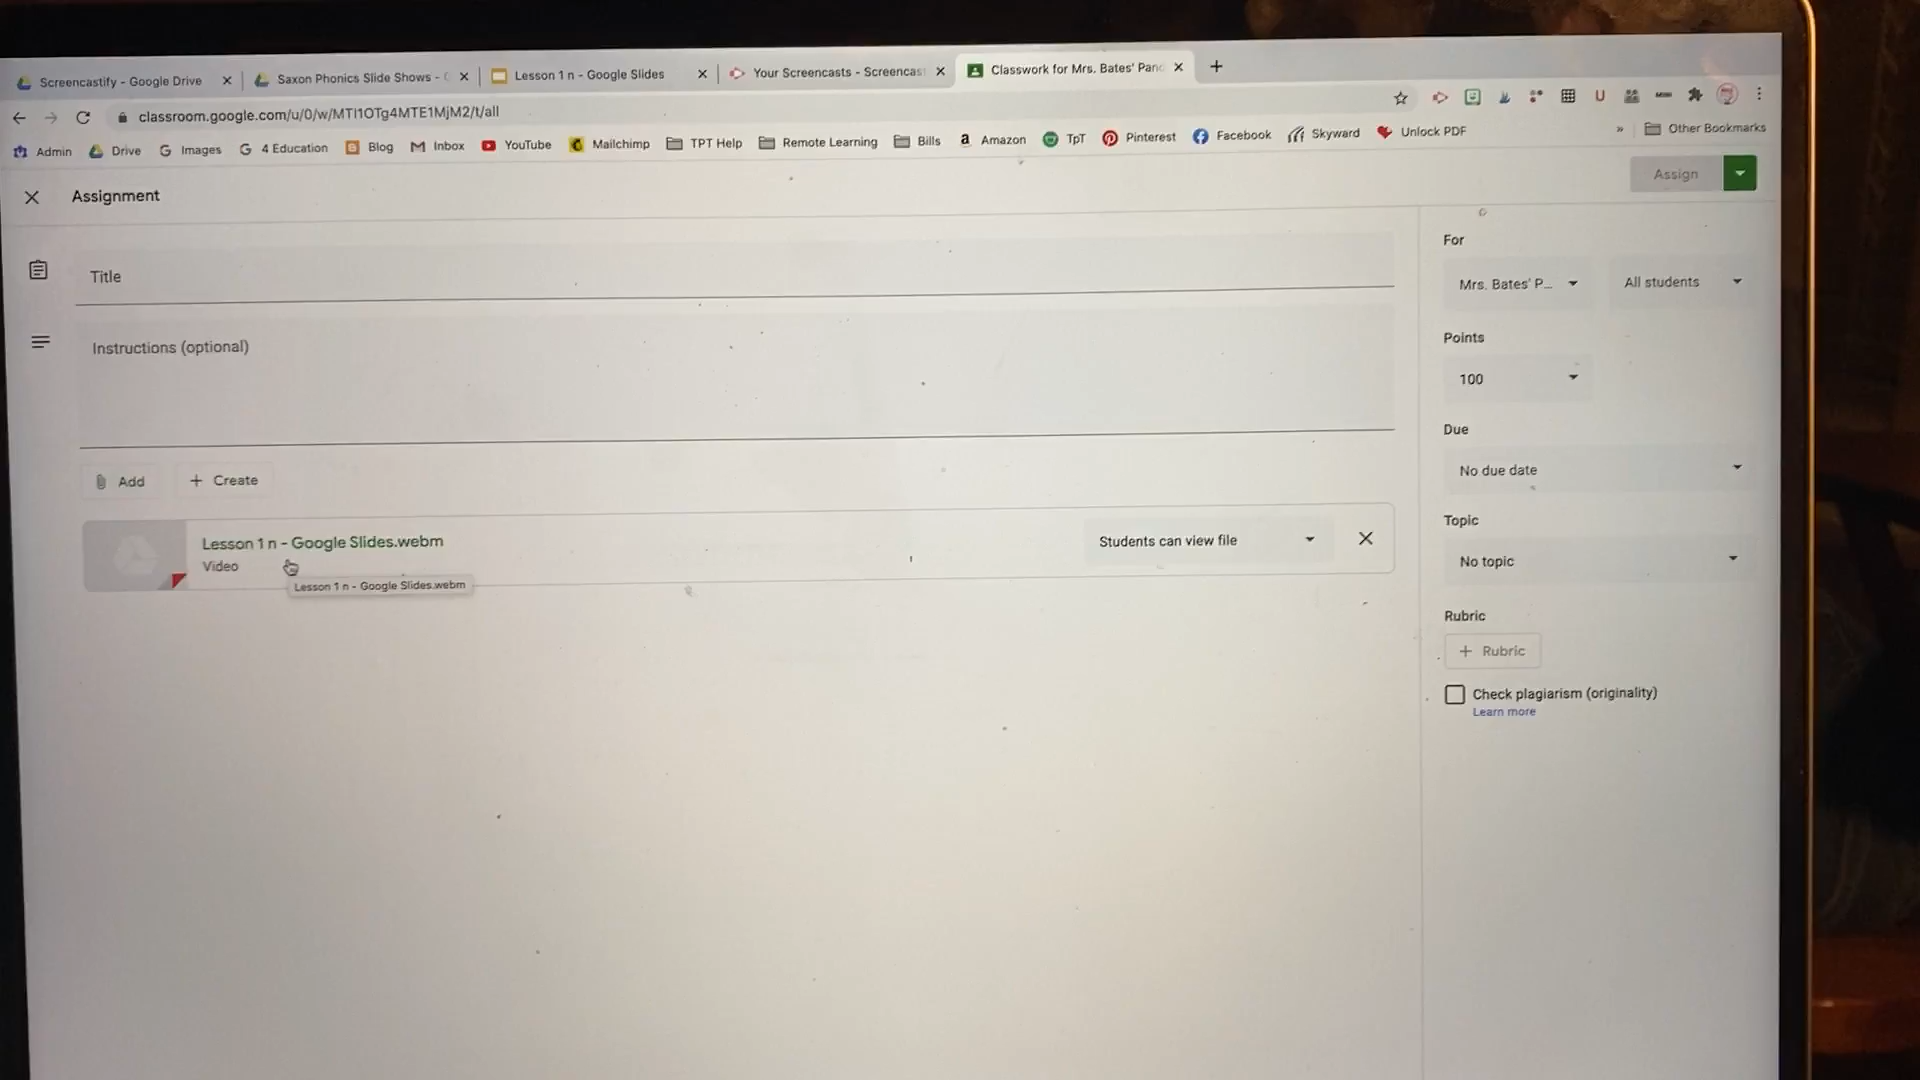 Screencastify - Google Drive
Saxon Phonics Slide Shows -
Lesson 1 n - Google Slides
Your Screencasts - Screencas
Classwork for Mrs. Bates' Pan
classroom.google.com/u/0/w/MTI1OTg4MTE1MjM2/t/all
Admin Drive Images 4 Education Blog Inbox YouTube Mailchimp TPT Help Remote Learning Bills Amazon TpT Pinterest Facebook Skyward Unlock PDF » Other Bookmarks
Assignment
Assign
Title
Instructions (optional)
Add + Create
Lesson 1 n - Google Slides.webm
Video
Lesson 1 n - Google Slides.webm
Students can view file
For
Mrs. Bates' P... All students
Points
100
Due
No due date
Topic
No topic
Rubric
+ Rubric
Check plagiarism (originality)
Learn more